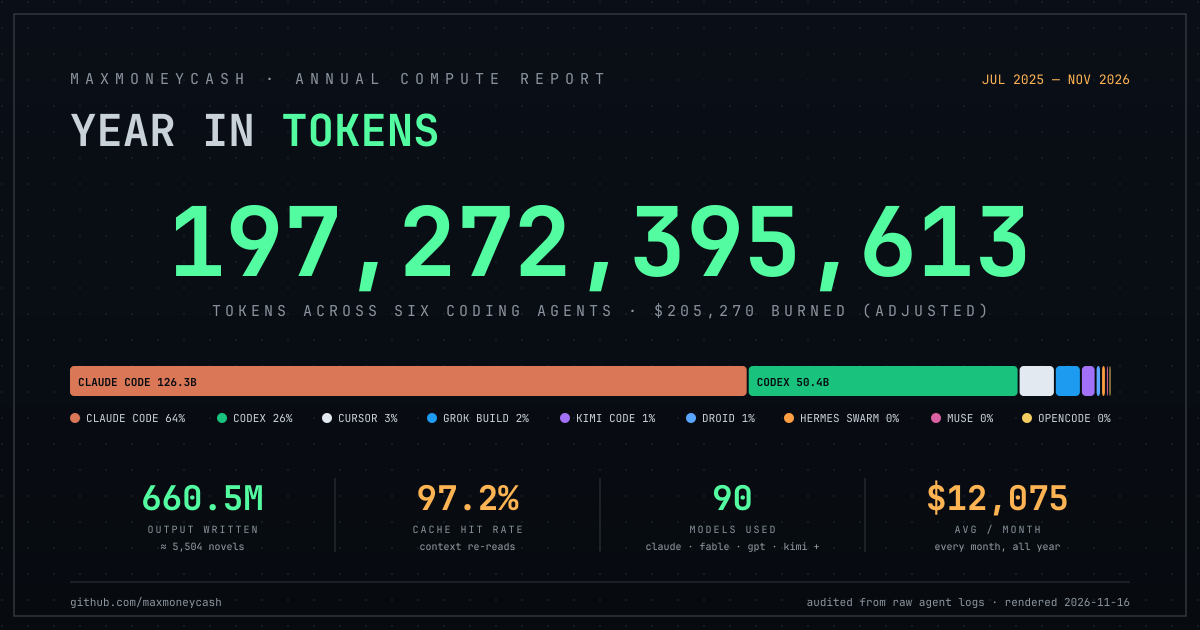 MAXMONEYCASH · ANNUAL COMPUTE REPORT
JUL 2025 — NOV 2026
YEAR IN TOKENS
197,272,395,613
TOKENS ACROSS SIX CODING AGENTS · $205,270 BURNED (ADJUSTED)
CLAUDE CODE 126.3B
CODEX 50.4B
CLAUDE CODE 64%
CODEX 26%
CURSOR 3%
GROK BUILD 2%
KIMI CODE 1%
DROID 1%
HERMES SWARM 0%
MUSE 0%
OPENCODE 0%
660.5M
OUTPUT WRITTEN
≈ 5,504 novels
97.2%
CACHE HIT RATE
context re-reads
90
MODELS USED
claude · fable · gpt · kimi +
$12,075
AVG / MONTH
every month, all year
github.com/maxmoneycash
audited from raw agent logs · rendered 2026-11-16